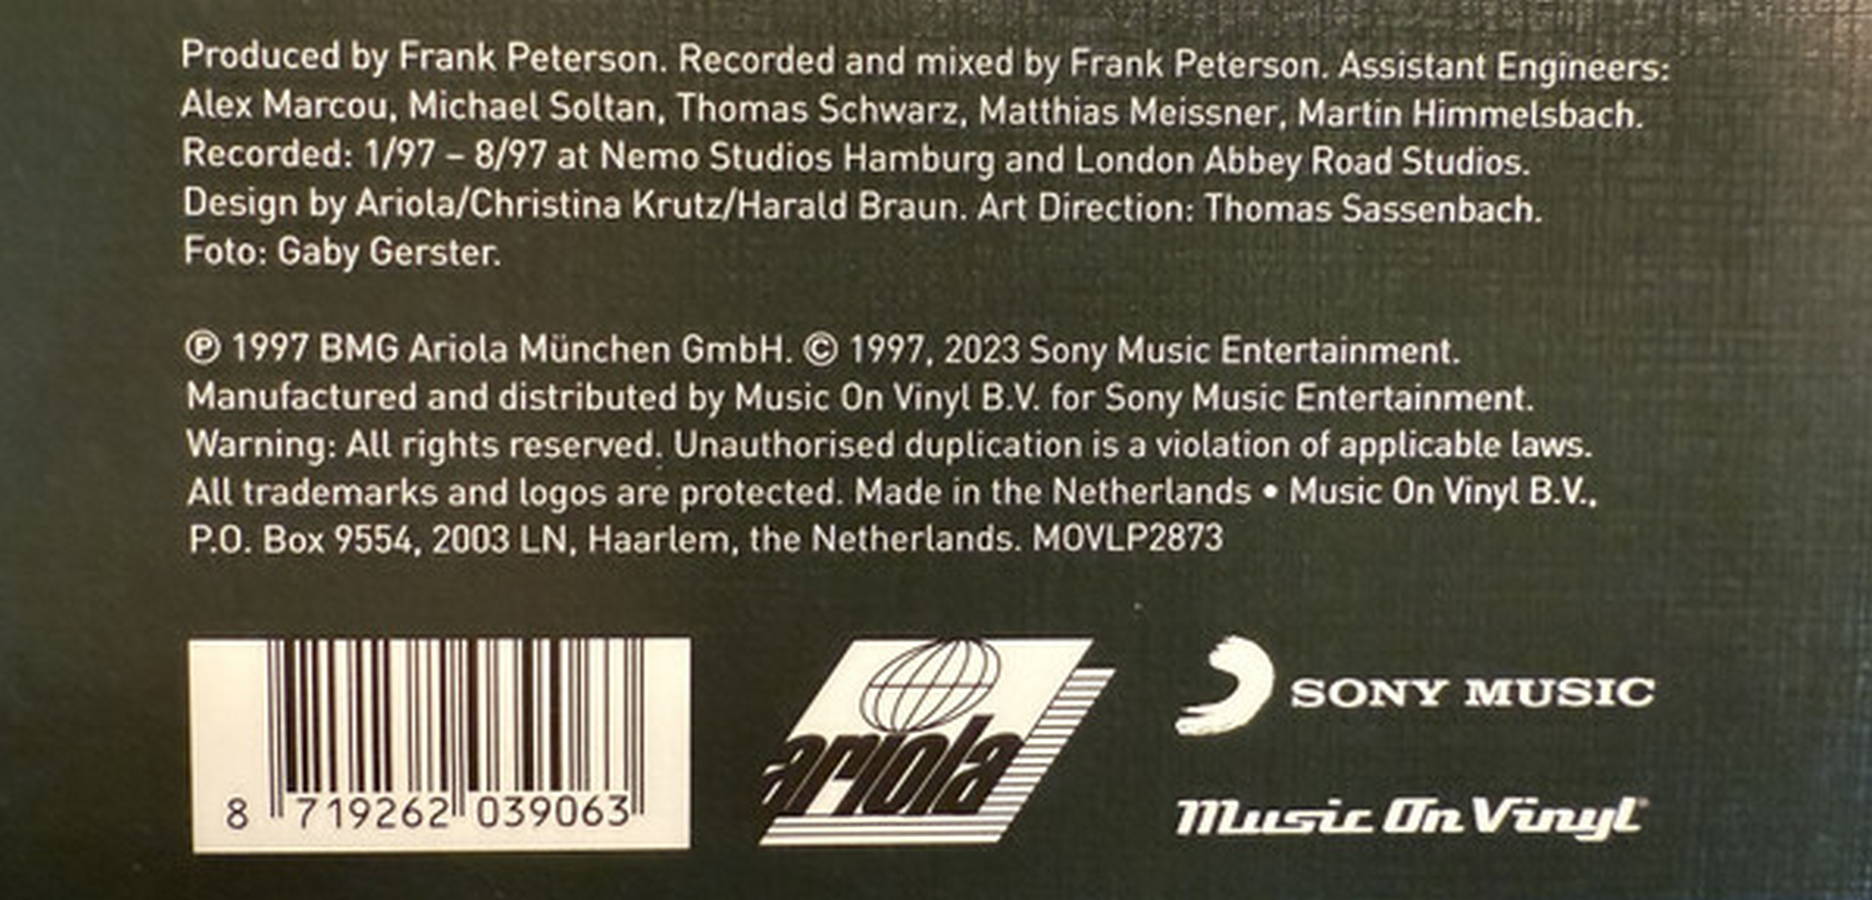 Produced by Frank Peterson. Recorded and mixed by Frank Peterson. Assistant Engineers:
Alex Marcou, Michael Soltan, Thomas Schwarz, Matthias Meissner, Martin Himmelsbach.
Recorded: 1/97 – 8/97 at Nemo Studios Hamburg and London Abbey Road Studios.
Design by Ariola/Christina Krutz/Harald Braun. Art Direction: Thomas Sassenbach.
Foto: Gaby Gerster.
℗ 1997 BMG Ariola München GmbH. © 1997, 2023 Sony Music Entertainment.
Manufactured and distributed by Music On Vinyl B.V. for Sony Music Entertainment.
Warning: All rights reserved. Unauthorised duplication is a violation of applicable laws.
All trademarks and logos are protected. Made in the Netherlands • Music On Vinyl B.V.,
P.O. Box 9554, 2003 LN, Haarlem, the Netherlands. MOVLP2873
8 719262 039063
ariola
SONY MUSIC
Music On Vinyl